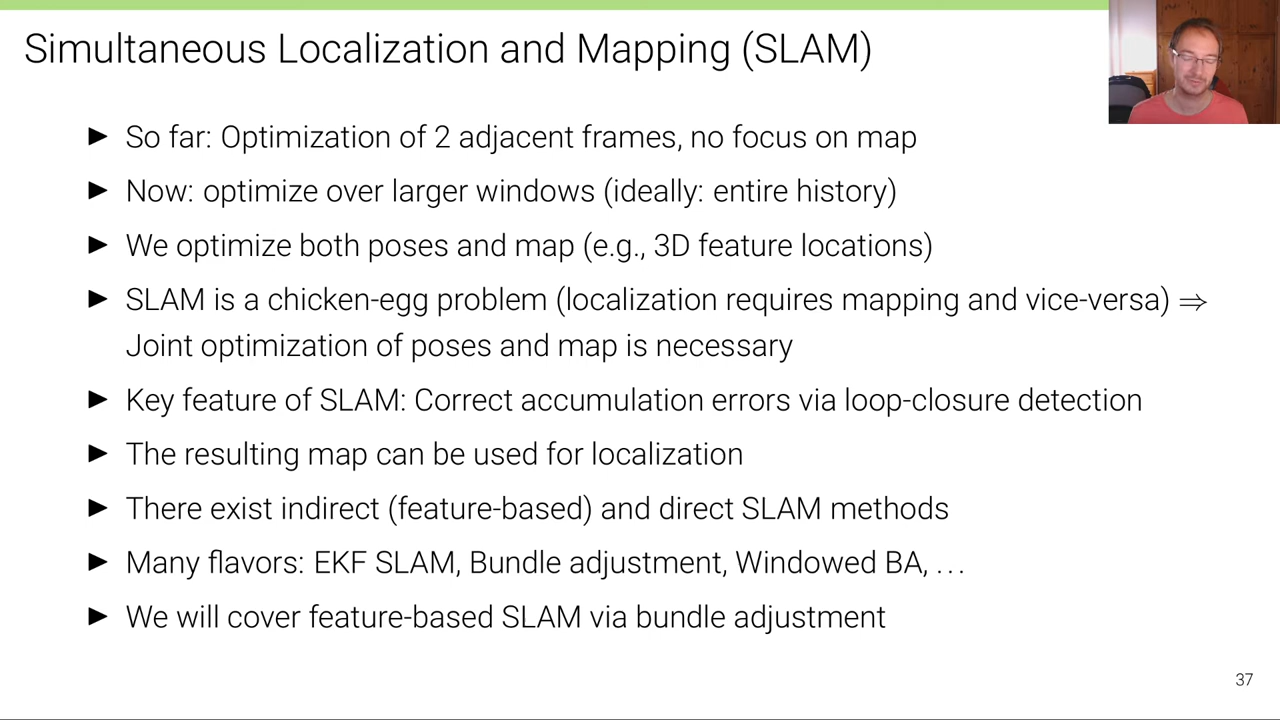 Simultaneous Localization and Mapping (SLAM)
► So far: Optimization of 2 adjacent frames, no focus on map
► Now: optimize over larger windows (ideally: entire history)
► We optimize both poses and map (e.g., 3D feature locations)
► SLAM is a chicken-egg problem (localization requires mapping and vice-versa) ⇒
Joint optimization of poses and map is necessary
► Key feature of SLAM: Correct accumulation errors via loop-closure detection
► The resulting map can be used for localization
► There exist indirect (feature-based) and direct SLAM methods
► Many flavors: EKF SLAM, Bundle adjustment, Windowed BA, ...
► We will cover feature-based SLAM via bundle adjustment
37